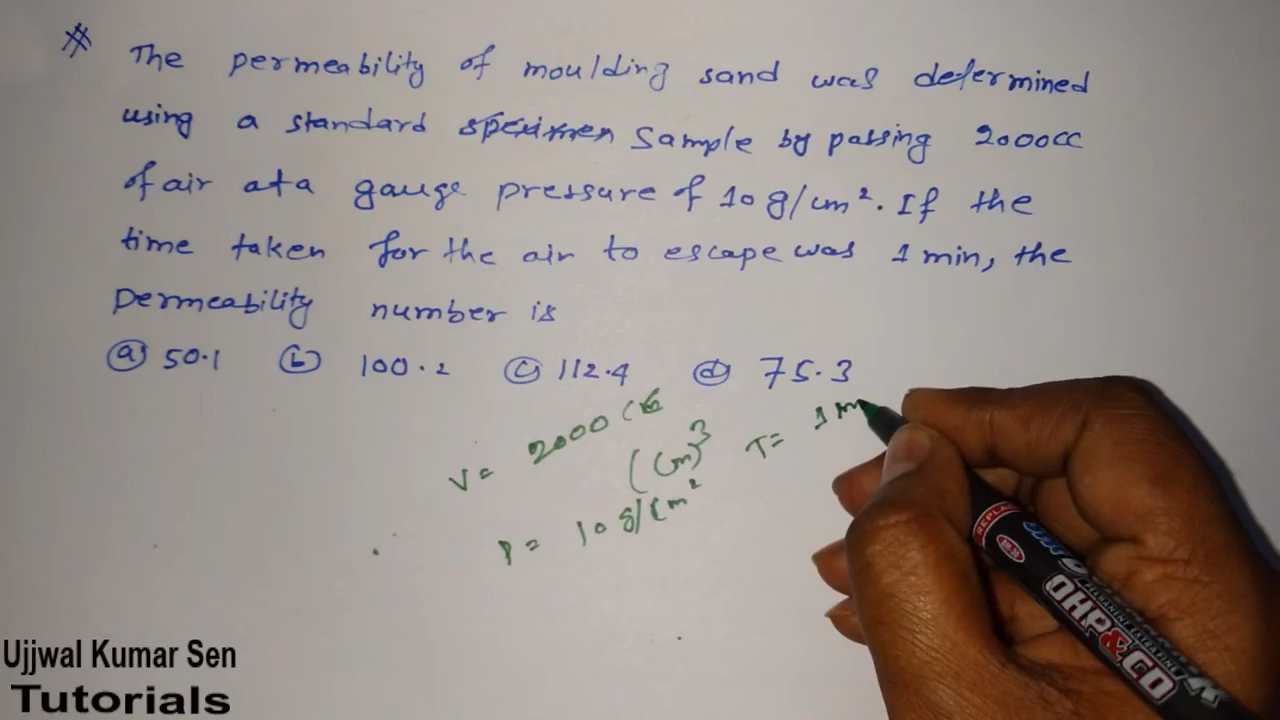 The permeability of moulding sand was determined
using a standard specimen Sample by passing 2000cc
of air at a gauge pressure of 10 g/cm². If the
time taken for the air to escape was 1 min, the
Permeability number is
ⓐ 50.1 ⓑ 100.2 ⓒ 112.4 ⓓ 75.3
V = 2000 CC
(cm)³ T = 1 m
P = 10 g/cm²
REPLA
OHP & CD
Ujjwal Kumar Sen
Tutorials